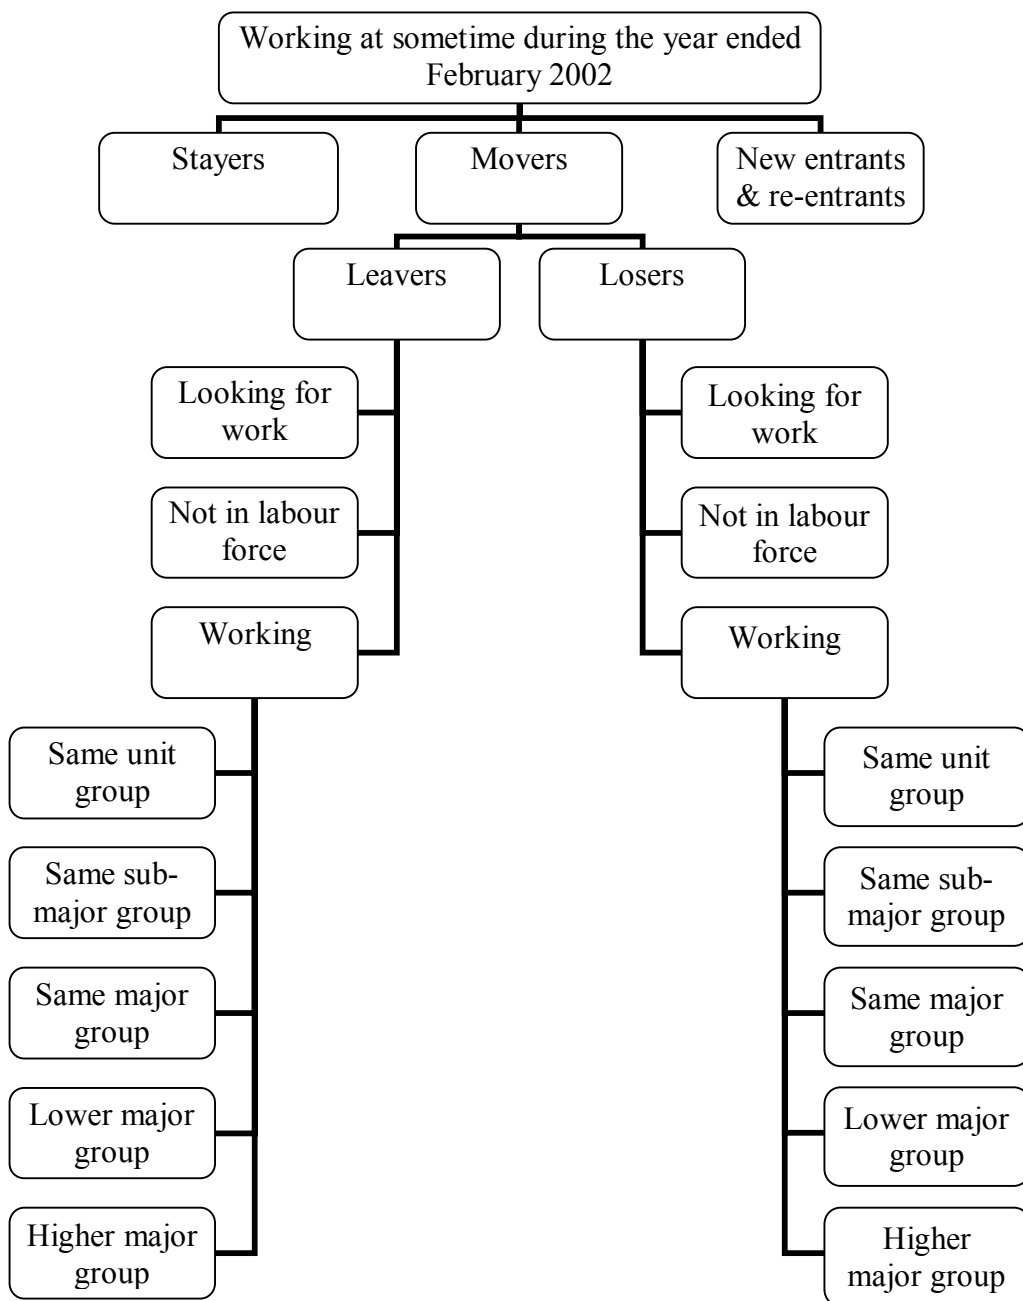 Working at sometime during the year ended
February 2002
Stayers
Movers
New entrants
& re-entrants
Leavers
Losers
Looking for
work
Looking for
work
Not in labour
force
Not in labour
force
Working
Working
Same unit
group
Same unit
group
Same sub-
major group
Same sub-
major group
Same major
group
Same major
group
Lower major
group
Lower major
group
Higher major
group
Higher
major group